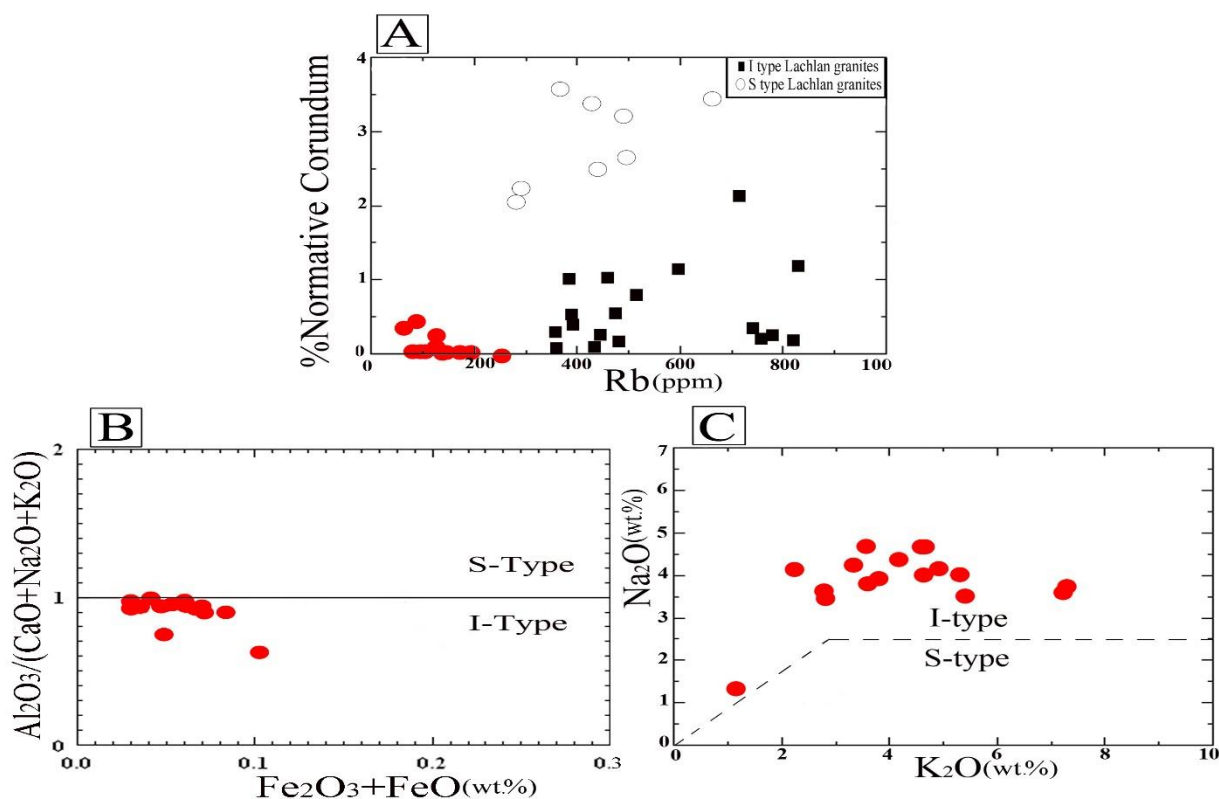 A
I type Lachlan granites
S type Lachlan granites
%Normative Corundum
4
3
2
1
0
0
200
400
600
800
100
Rb(ppm)
B
Al2O3/(CaO+Na2O+K2O)
2
1
0
S-Type
I-Type
0.0
0.1
0.2
0.3
Fe2O3+FeO(wt.%)
C
Na2O(wt.%)
7
6
5
4
3
2
1
0
I-type
S-type
0
2
4
6
8
10
K2O(wt.%)